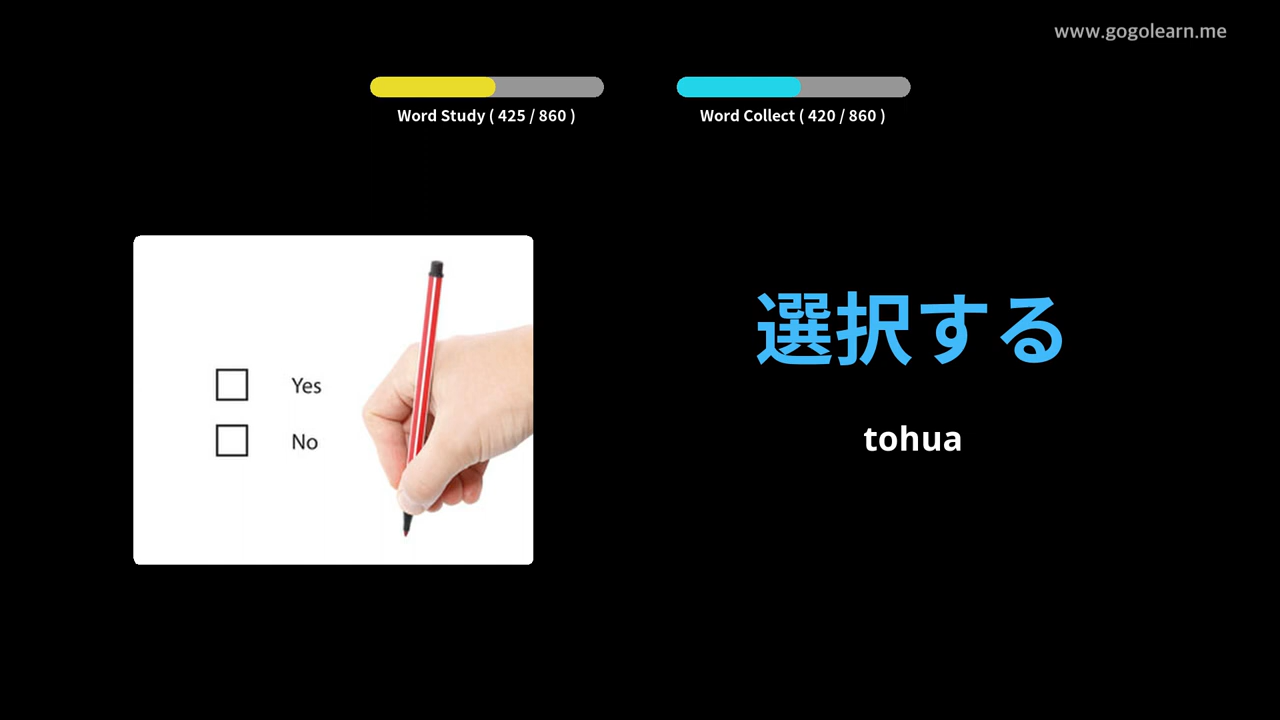 www.gogolearn.me
Word Study ( 425 / 860 )
Word Collect ( 420 / 860 )
Yes
No
選択する
tohua